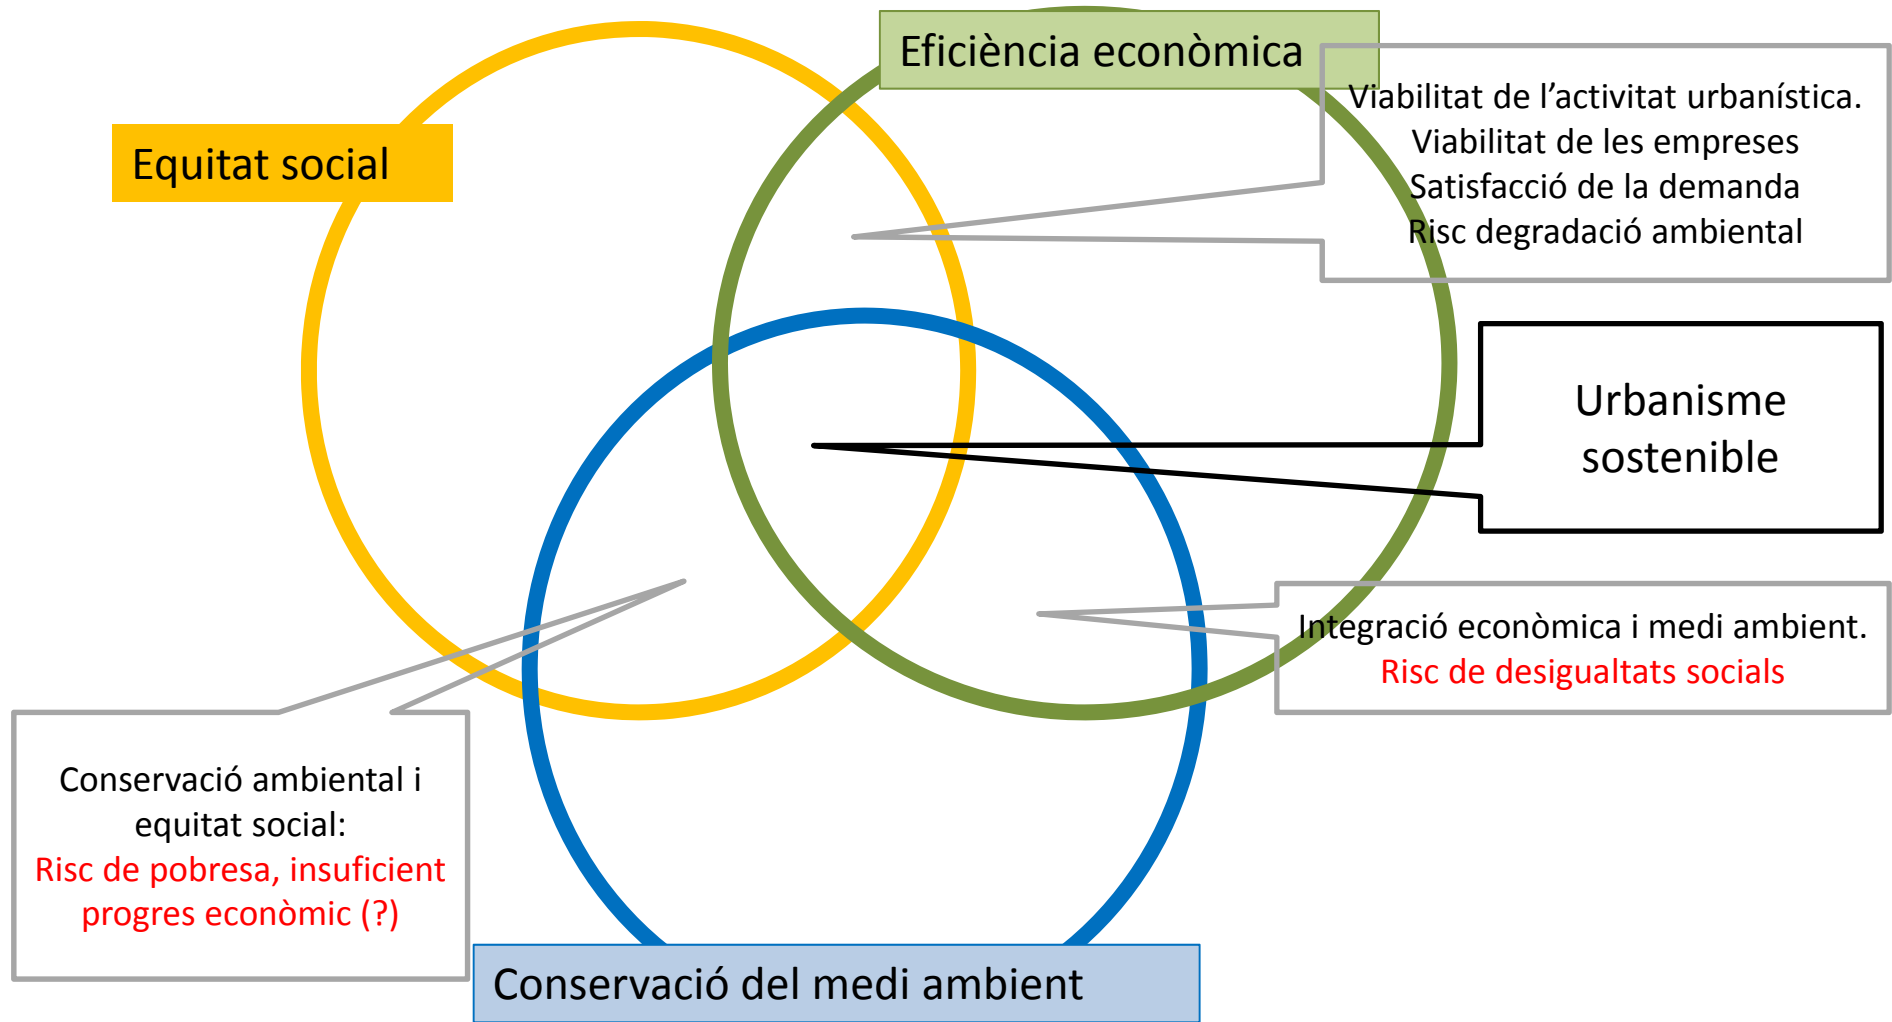 Eficiència econòmica
Equitat social
Viabilitat de l’activitat urbanística.
Viabilitat de les empreses
Satisfacció de la demanda
Risc degradació ambiental
Urbanisme
sostenible
Integració econòmica i medi ambient.
Risc de desigualtats socials
Conservació ambiental i
equitat social:
Risc de pobresa, insuficient
progres econòmic (?)
Conservació del medi ambient